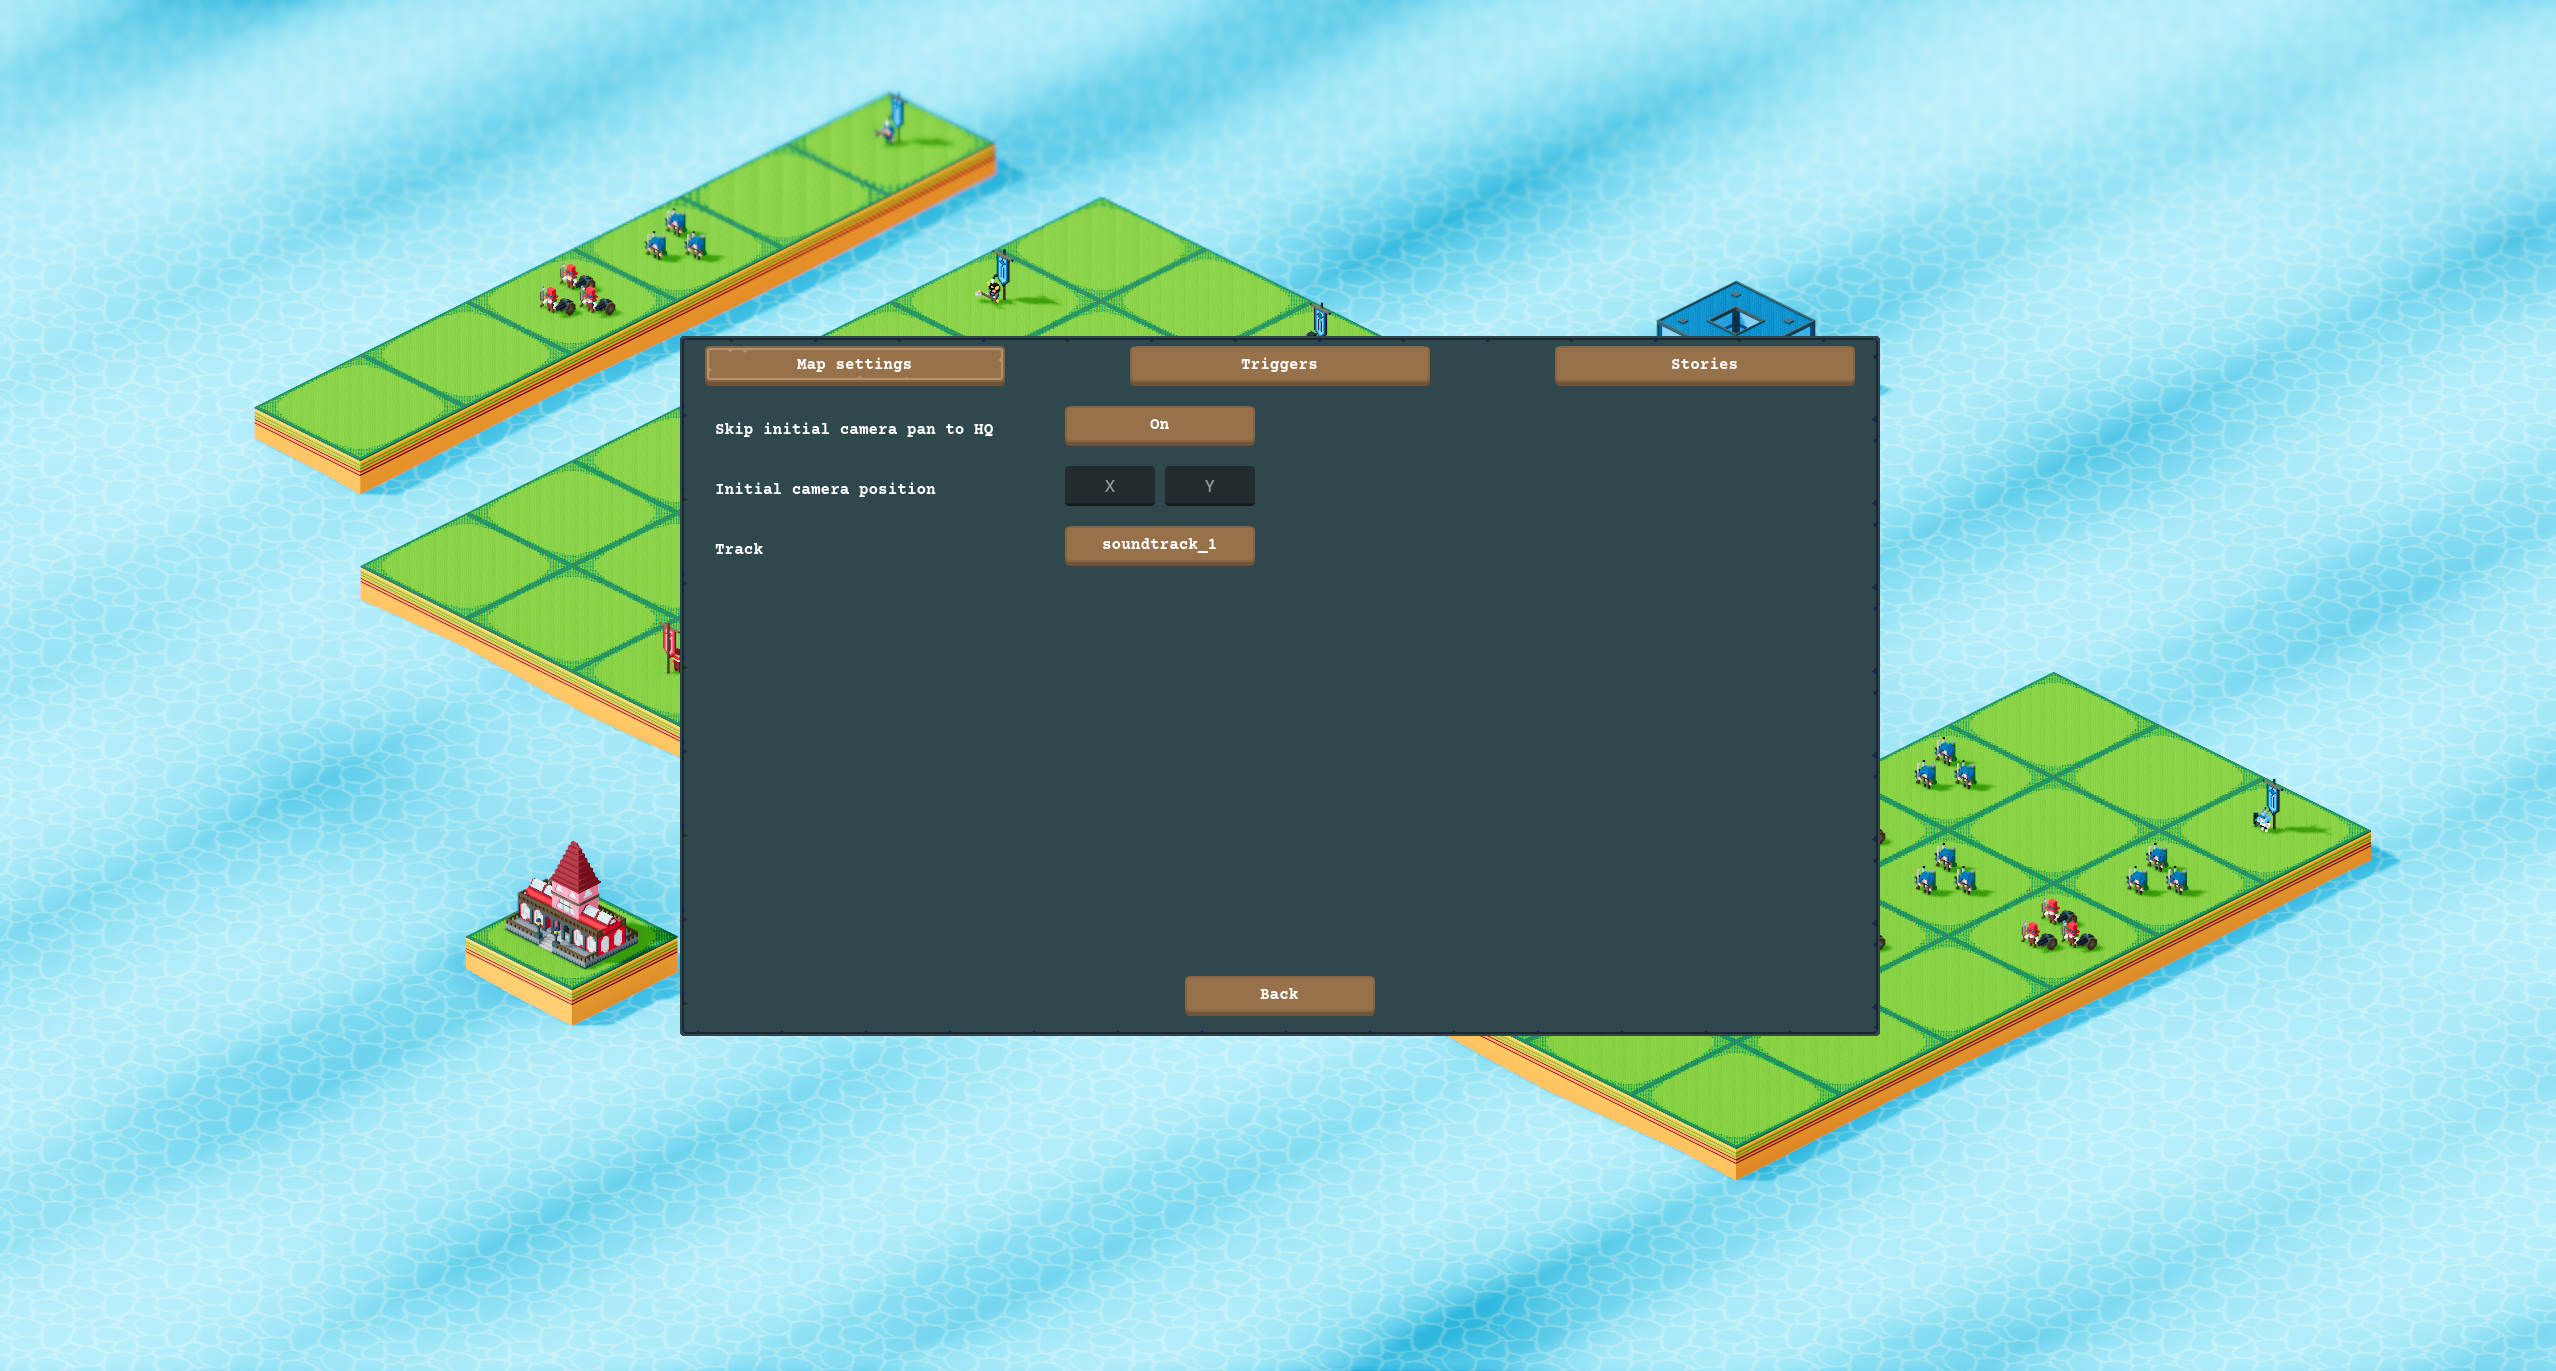 Map settings
Triggers
Stories
Skip initial camera pan to HQ
On
Initial camera position
X
Y
Track
soundtrack_1
Back